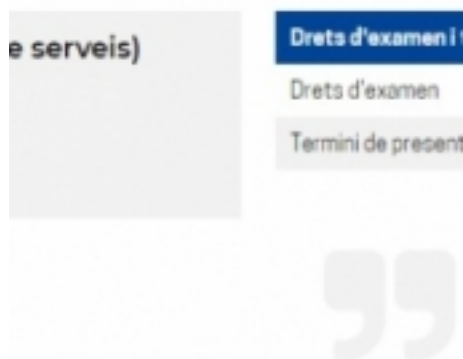 e serveis)
Drets d'examen i
Drets d'examen
Termini de present